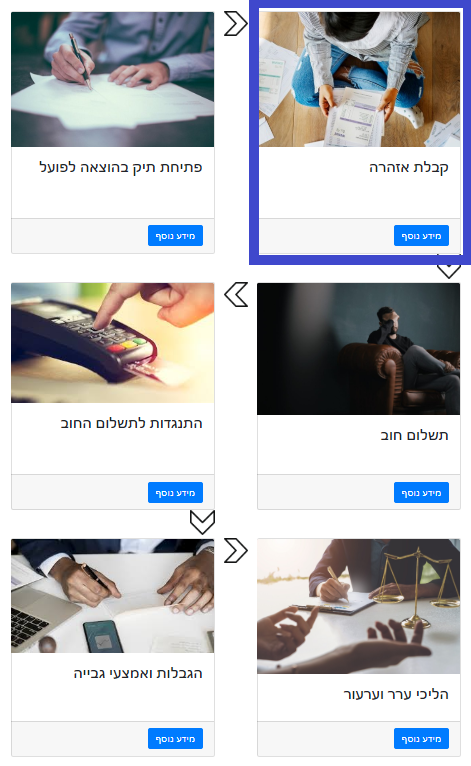 פתיחת תיק בהוצאה לפועל
מידע נוסף
קבלת אזהרה
מידע נוסף
תשלום חוב
מידע נוסף
התנגדות לתשלום החוב
מידע נוסף
הגבלות ואמצעי גבייה
מידע נוסף
הליכי ערר וערעור
מידע נוסף